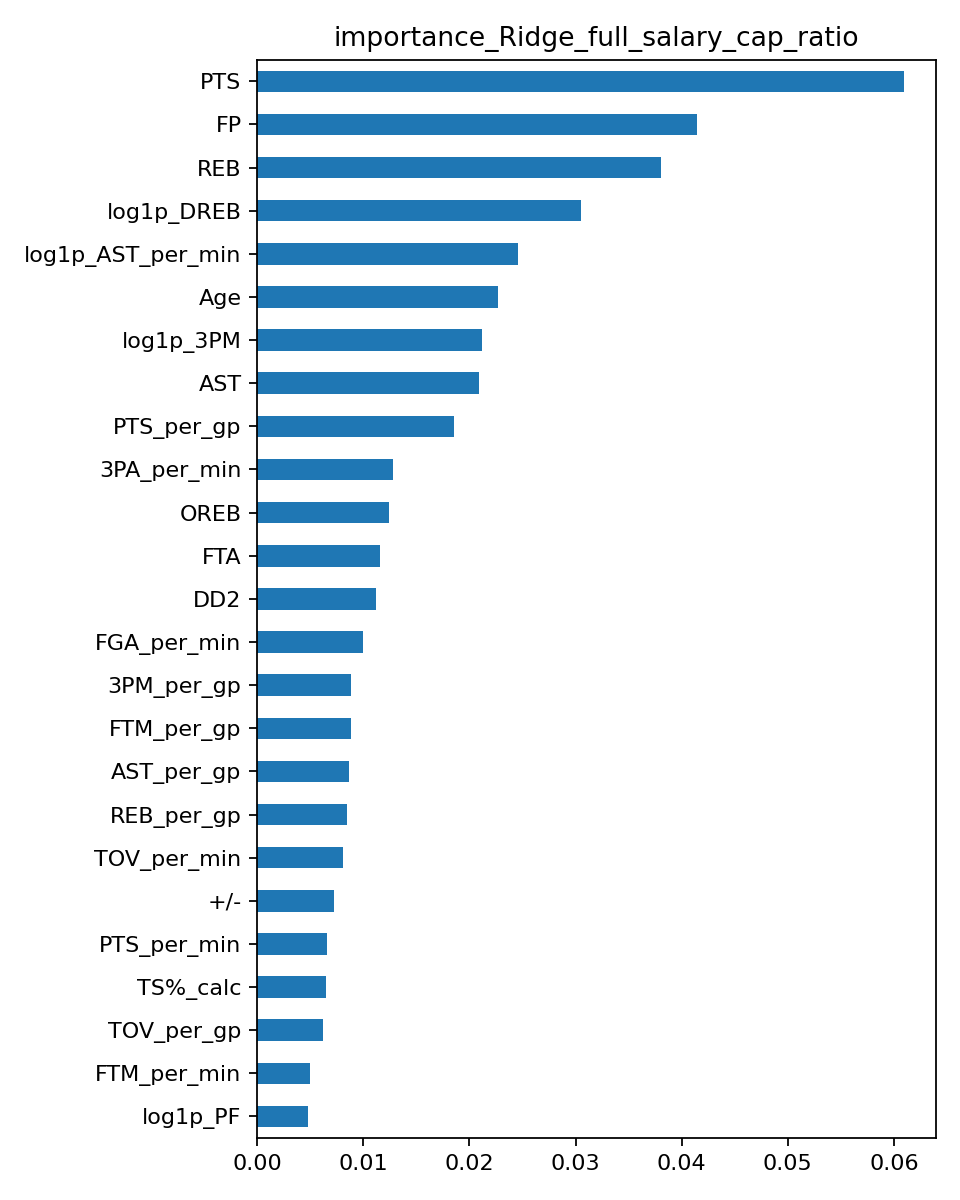 importance_Ridge_full_salary_cap_ratio
PTS
FP
REB
log1p_DREB
log1p_AST_per_min
Age
log1p_3PM
AST
PTS_per_gp
3PA_per_min
OREB
FTA
DD2
FGA_per_min
3PM_per_gp
FTM_per_gp
AST_per_gp
REB_per_gp
TOV_per_min
+/-
PTS_per_min
TS%_calc
TOV_per_gp
FTM_per_min
log1p_PF
0.00 0.01 0.02 0.03 0.04 0.05 0.06